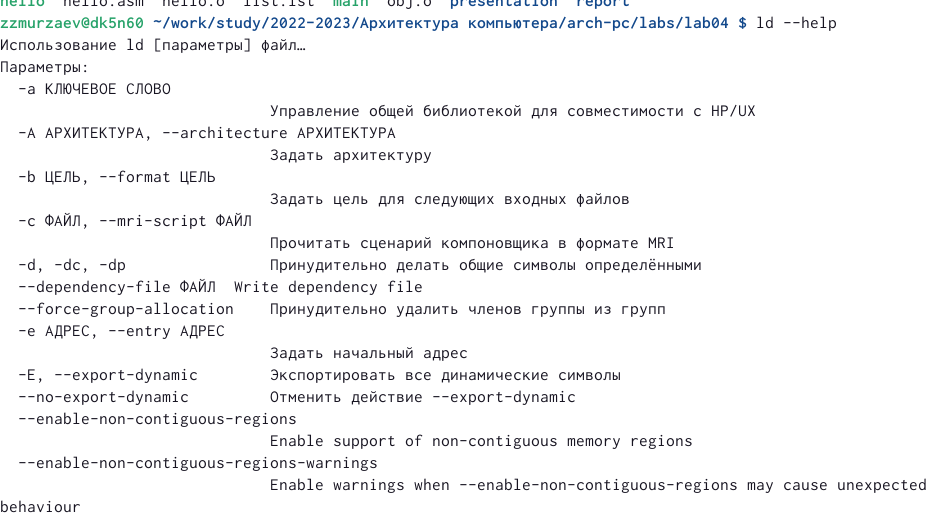 hello  hello.asm  hello.o  list.lst  main  obj.o  presentation  report
zzmurzaev@dk5n60 ~/work/study/2022-2023/Архитектура компьютера/arch-pc/labs/lab04 $ ld --help
Использование ld [параметры] файл…
Параметры:
  -a КЛЮЧЕВОЕ СЛОВО
                              Управление общей библиотекой для совместимости с HP/UX
  -A АРХИТЕКТУРА, --architecture АРХИТЕКТУРА
                              Задать архитектуру
  -b ЦЕЛЬ, --format ЦЕЛЬ
                              Задать цель для следующих входных файлов
  -c ФАЙЛ, --mri-script ФАЙЛ
                              Прочитать сценарий компоновщика в формате MRI
  -d, -dc, -dp                Принудительно делать общие символы определёнными
  --dependency-file ФАЙЛ  Write dependency file
  --force-group-allocation    Принудительно удалить членов группы из групп
  -e АДРЕС, --entry АДРЕС
                              Задать начальный адрес
  -E, --export-dynamic        Экспортировать все динамические символы
  --no-export-dynamic         Отменить действие --export-dynamic
  --enable-non-contiguous-regions
                              Enable support of non-contiguous memory regions
  --enable-non-contiguous-regions-warnings
                              Enable warnings when --enable-non-contiguous-regions may cause unexpected
behaviour